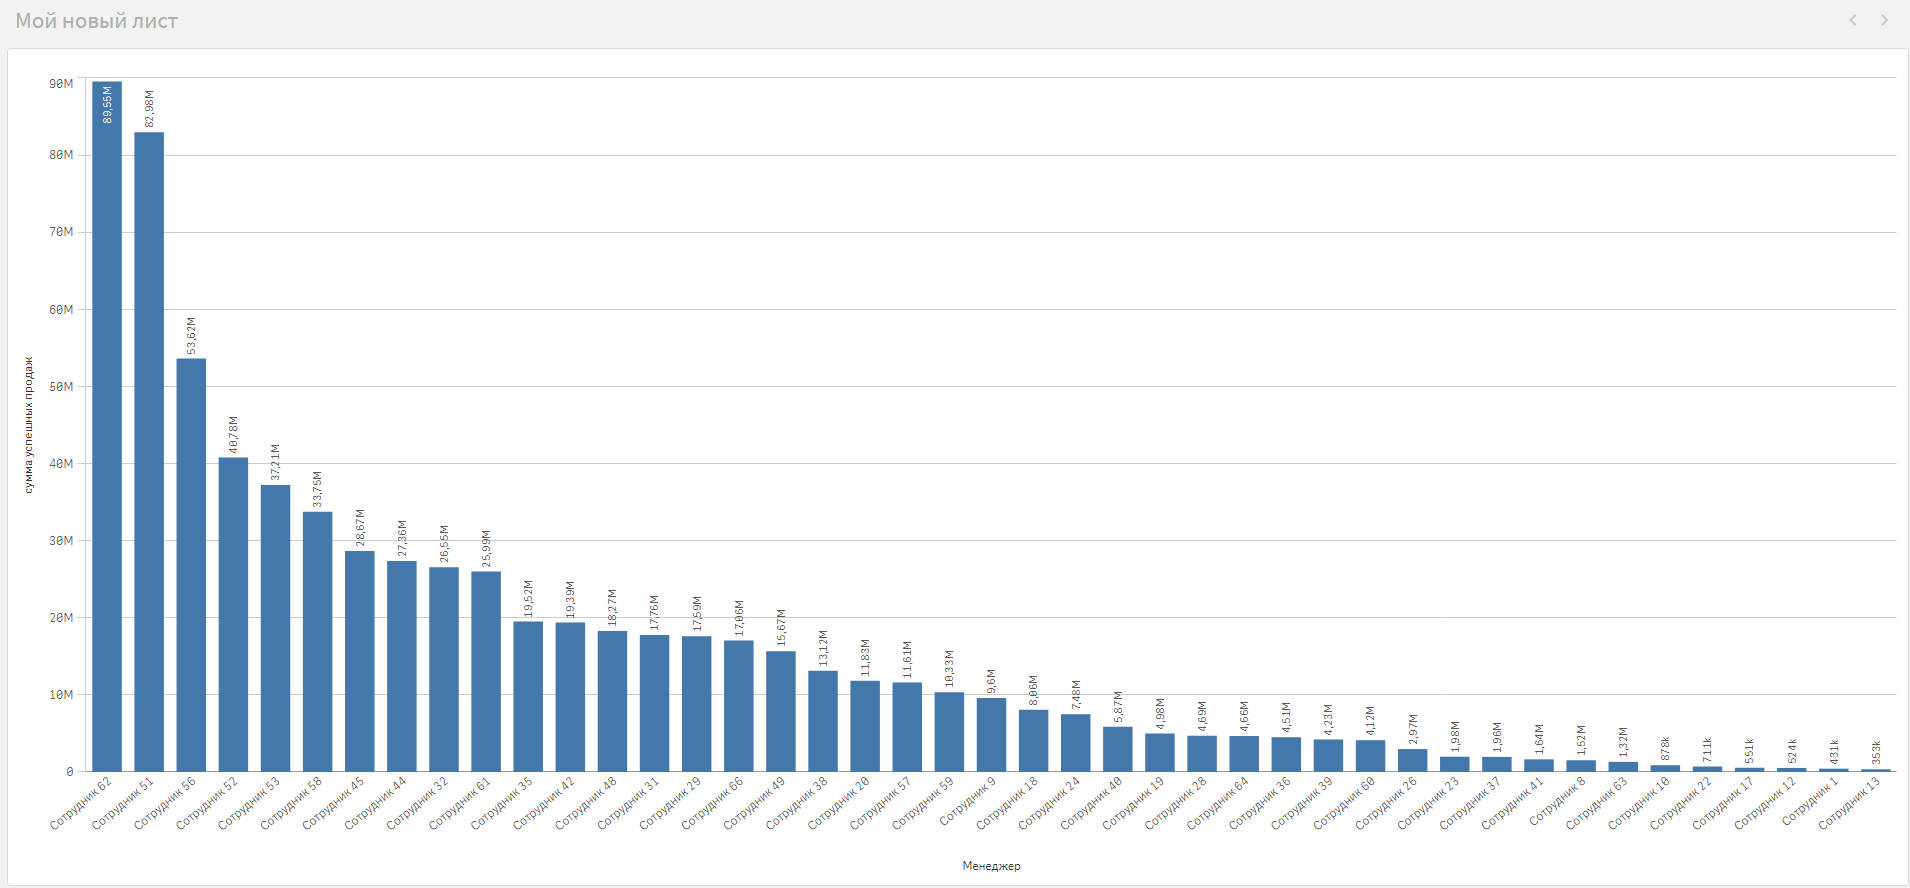 Мой новый лист
90M
80M
70M
60M
50M
40M
30M
20M
10M
0
сумма успешных продаж
89,55M
82,98M
53,62M
40,78M
37,21M
33,75M
28,67M
27,36M
26,55M
25,99M
19,52M
19,39M
18,27M
17,76M
17,59M
17,06M
15,67M
13,12M
11,83M
11,61M
10,33M
9,6M
8,06M
7,48M
5,87M
4,98M
4,69M
4,66M
4,51M
4,23M
4,12M
2,97M
1,98M
1,96M
1,64M
1,52M
1,32M
878k
711k
551k
524k
431k
353k
Сотрудник 62
Сотрудник 51
Сотрудник 56
Сотрудник 52
Сотрудник 53
Сотрудник 58
Сотрудник 45
Сотрудник 44
Сотрудник 32
Сотрудник 61
Сотрудник 35
Сотрудник 42
Сотрудник 48
Сотрудник 31
Сотрудник 29
Сотрудник 66
Сотрудник 49
Сотрудник 38
Сотрудник 20
Сотрудник 57
Сотрудник 59
Сотрудник 9
Сотрудник 18
Сотрудник 24
Сотрудник 40
Сотрудник 19
Сотрудник 28
Сотрудник 64
Сотрудник 36
Сотрудник 39
Сотрудник 60
Сотрудник 26
Сотрудник 23
Сотрудник 37
Сотрудник 41
Сотрудник 8
Сотрудник 63
Сотрудник 10
Сотрудник 22
Сотрудник 17
Сотрудник 12
Сотрудник 1
Сотрудник 13
Менеджер